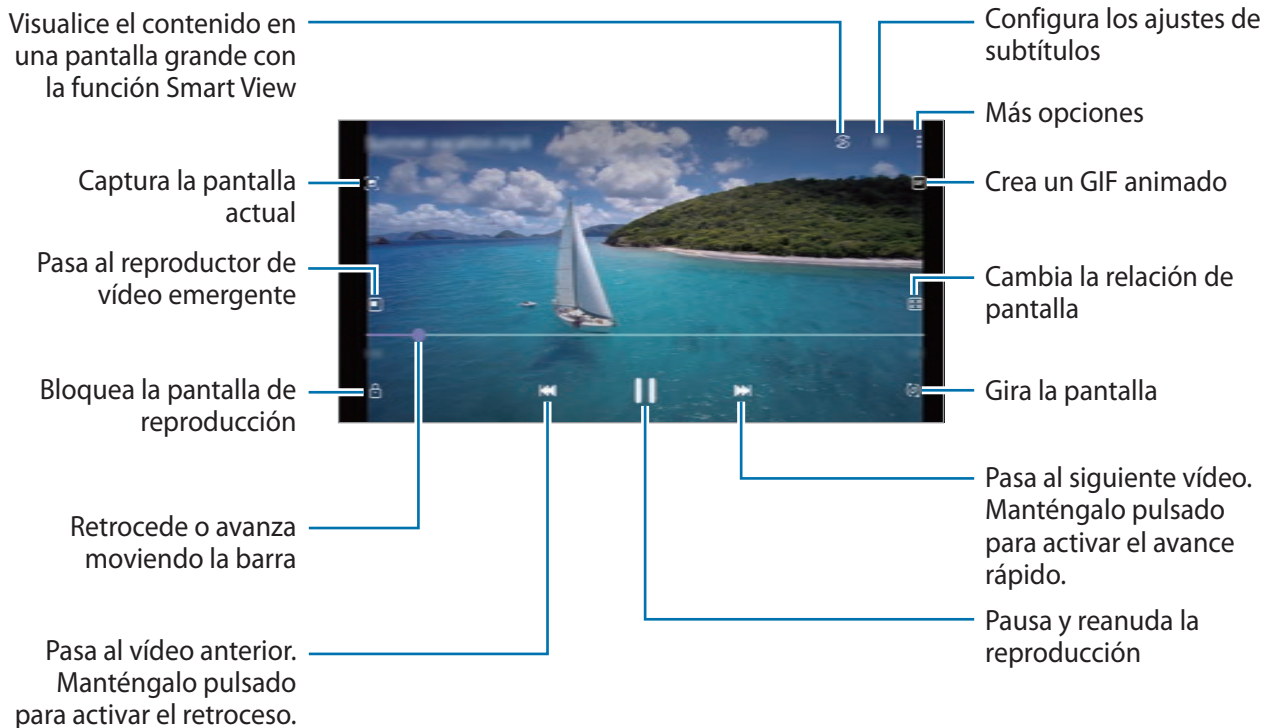 Visualice el contenido en
una pantalla grande con
la función Smart View
Captura la pantalla
actual
Pasa al reproductor de
vídeo emergente
Bloquea la pantalla de
reproducción
Retrocede o avanza
moviendo la barra
Pasa al vídeo anterior.
Manténgalo pulsado
para activar el retroceso.
Configura los ajustes de
subtítulos
Más opciones
Crea un GIF animado
Cambia la relación de
pantalla
Gira la pantalla
Pasa al siguiente vídeo.
Manténgalo pulsado
para activar el avance
rápido.
Pausa y reanuda la
reproducción